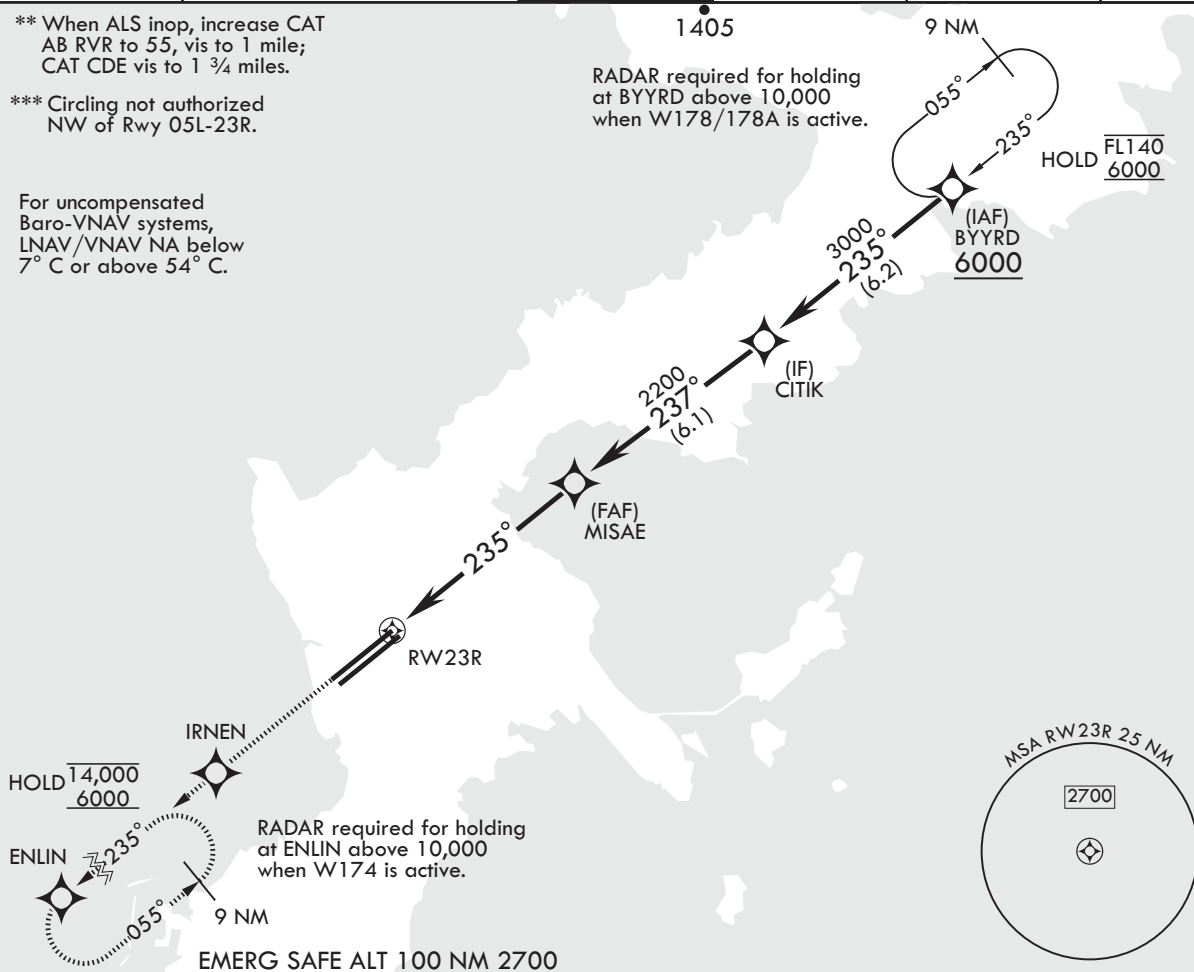 ** When ALS inop, increase CAT
AB RVR to 55, vis to 1 mile;
CAT CDE vis to 1 ¾ miles.
*** Circling not authorized
NW of Rwy 05L-23R.
For uncompensated
Baro-VNAV systems,
LNAV/VNAV NA below
7° C or above 54° C.
1405
RADAR required for holding
at BYYRD above 10,000
when W178/178A is active.
9 NM
055°
235°
HOLD FL140
6000
(IAF)
BYYRD
6000
3000
235°
(6.2)
(IF)
CITIK
2200
237°
(6.1)
(FAF)
MISAE
235°
RW23R
IRNEN
HOLD 14,000
6000
ENLIN
235°
055°
9 NM
RADAR required for holding
at ENLIN above 10,000
when W174 is active.
EMERG SAFE ALT 100 NM 2700
MSA RW23R 25 NM
2700